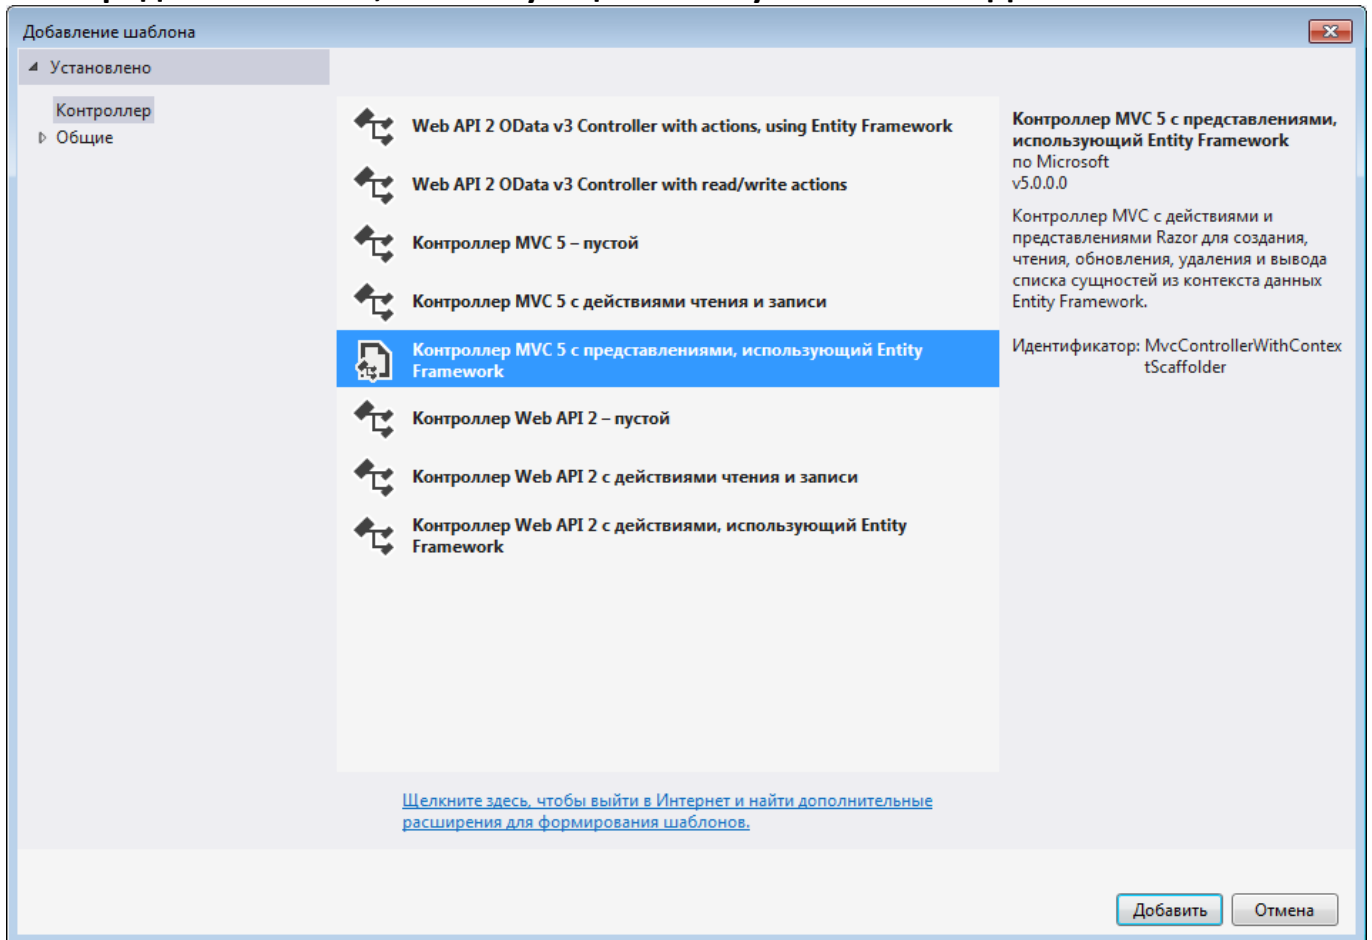 Добавление шаблона
Установлено
Контроллер
Общие
Web API 2 OData v3 Controller with actions, using Entity Framework
Web API 2 OData v3 Controller with read/write actions
Контроллер MVC 5 – пустой
Контроллер MVC 5 с действиями чтения и записи
Контроллер MVC 5 с представлениями, использующий Entity
Framework
Контроллер Web API 2 – пустой
Контроллер Web API 2 с действиями чтения и записи
Контроллер Web API 2 с действиями, использующий Entity
Framework
Щелкните здесь, чтобы выйти в Интернет и найти дополнительные
расширения для формирования шаблонов.
Контроллер MVC 5 с представлениями,
использующий Entity Framework
по Microsoft
v5.0.0.0
Контроллер MVC с действиями и
представлениями Razor для создания,
чтения, обновления, удаления и вывода
списка сущностей из контекста данных
Entity Framework.
Идентификатор: MvcControllerWithContex
tScaffolder
Добавить
Отмена